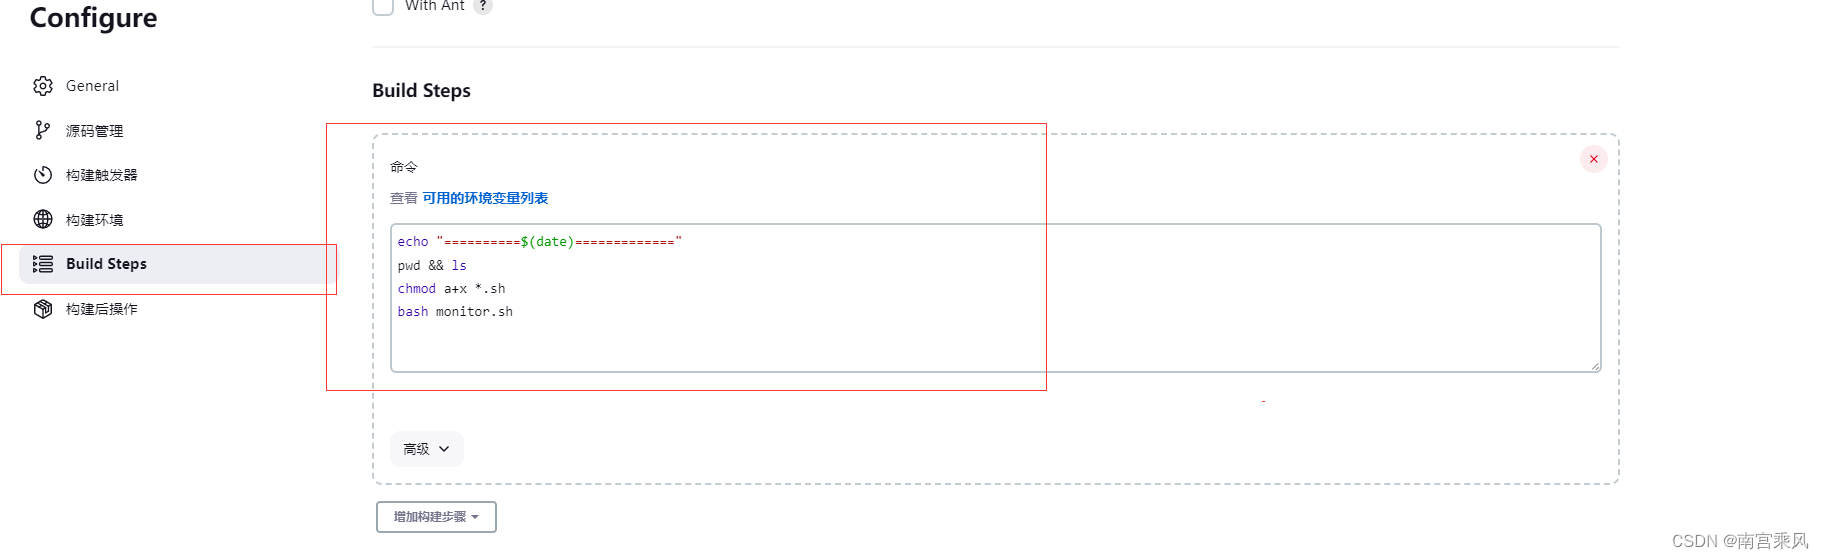 Configure
General
源码管理
构建触发器
构建环境
Build Steps
构建后操作
With Ant ?
Build Steps
命令
查看 可用的环境变量列表
echo "==========$(date)============="
pwd && ls
chmod a+x *.sh
bash monitor.sh
高级
增加构建步骤
CSDN @南宫乘风